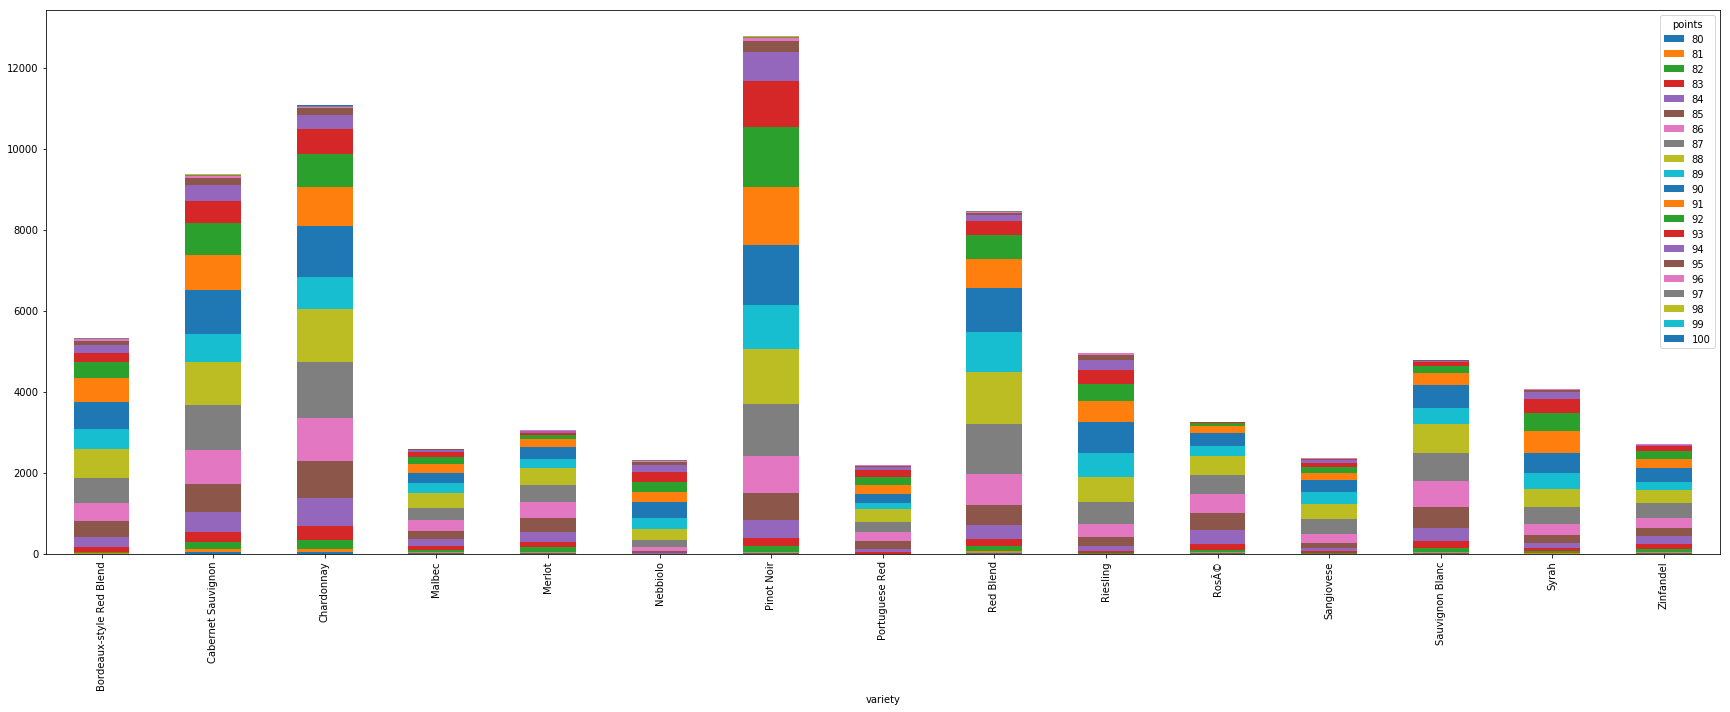 points
80
81
82
83
84
85
86
87
88
89
90
91
92
93
94
95
96
97
98
99
100
12000
10000
8000
6000
4000
2000
0
Bordeaux-style Red Blend
Cabernet Sauvignon
Chardonnay
Malbec
Merlot
Nebbiolo
Pinot Noir
Portuguese Red
Red Blend
Riesling
RosÃ©
Sangiovese
Sauvignon Blanc
Syrah
Zinfandel
variety